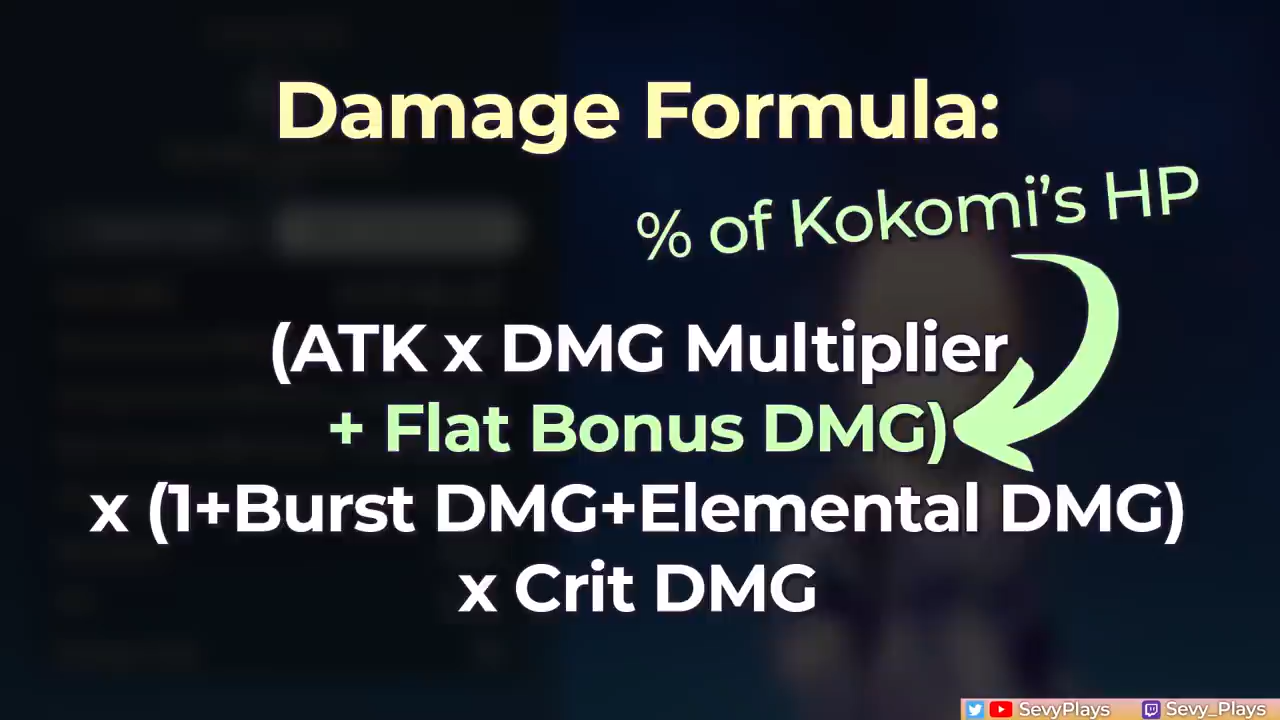 Damage Formula:
% of Kokomi's HP
(ATK x DMG Multiplier
+ Flat Bonus DMG)
x (1+Burst DMG+Elemental DMG)
x Crit DMG
SevyPlays Sevy_Plays